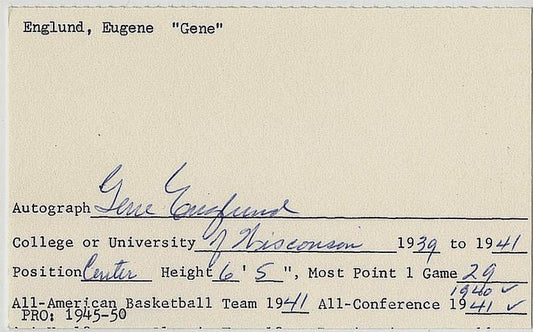 Englund, Eugene "Gene"
Autograph Gene Englund
College or University of Wisconsin 1939 to 1941
Position Center Height 6' 5", Most Point 1 Game 29
1940 ✓
All-American Basketball Team 1941 All-Conference 1941 ✓
PRO: 1945-50